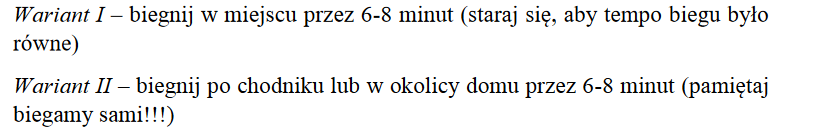 Wariant I – biegnij w miejscu przez 6-8 minut (staraj się, aby tempo biegu było
równe)
Wariant II – biegnij po chodniku lub w okolicy domu przez 6-8 minut (pamiętaj
biegamy sami!!!)